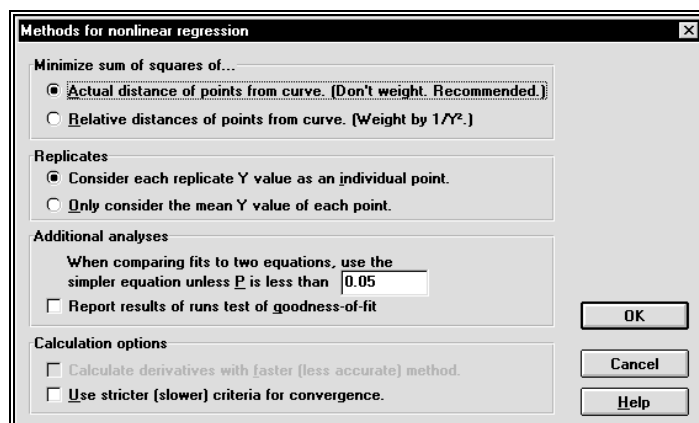 Methods for nonlinear regression
Minimize sum of squares of...
Actual distance of points from curve. (Don't weight. Recommended.)
Relative distances of points from curve. (Weight by 1/Y².)
Replicates
Consider each replicate Y value as an individual point.
Only consider the mean Y value of each point.
Additional analyses
When comparing fits to two equations, use the
simpler equation unless P is less than 0.05
Report results of runs test of goodness-of-fit
OK
Calculation options
Calculate derivatives with faster (less accurate) method.
Cancel
Use stricter (slower) criteria for convergence.
Help